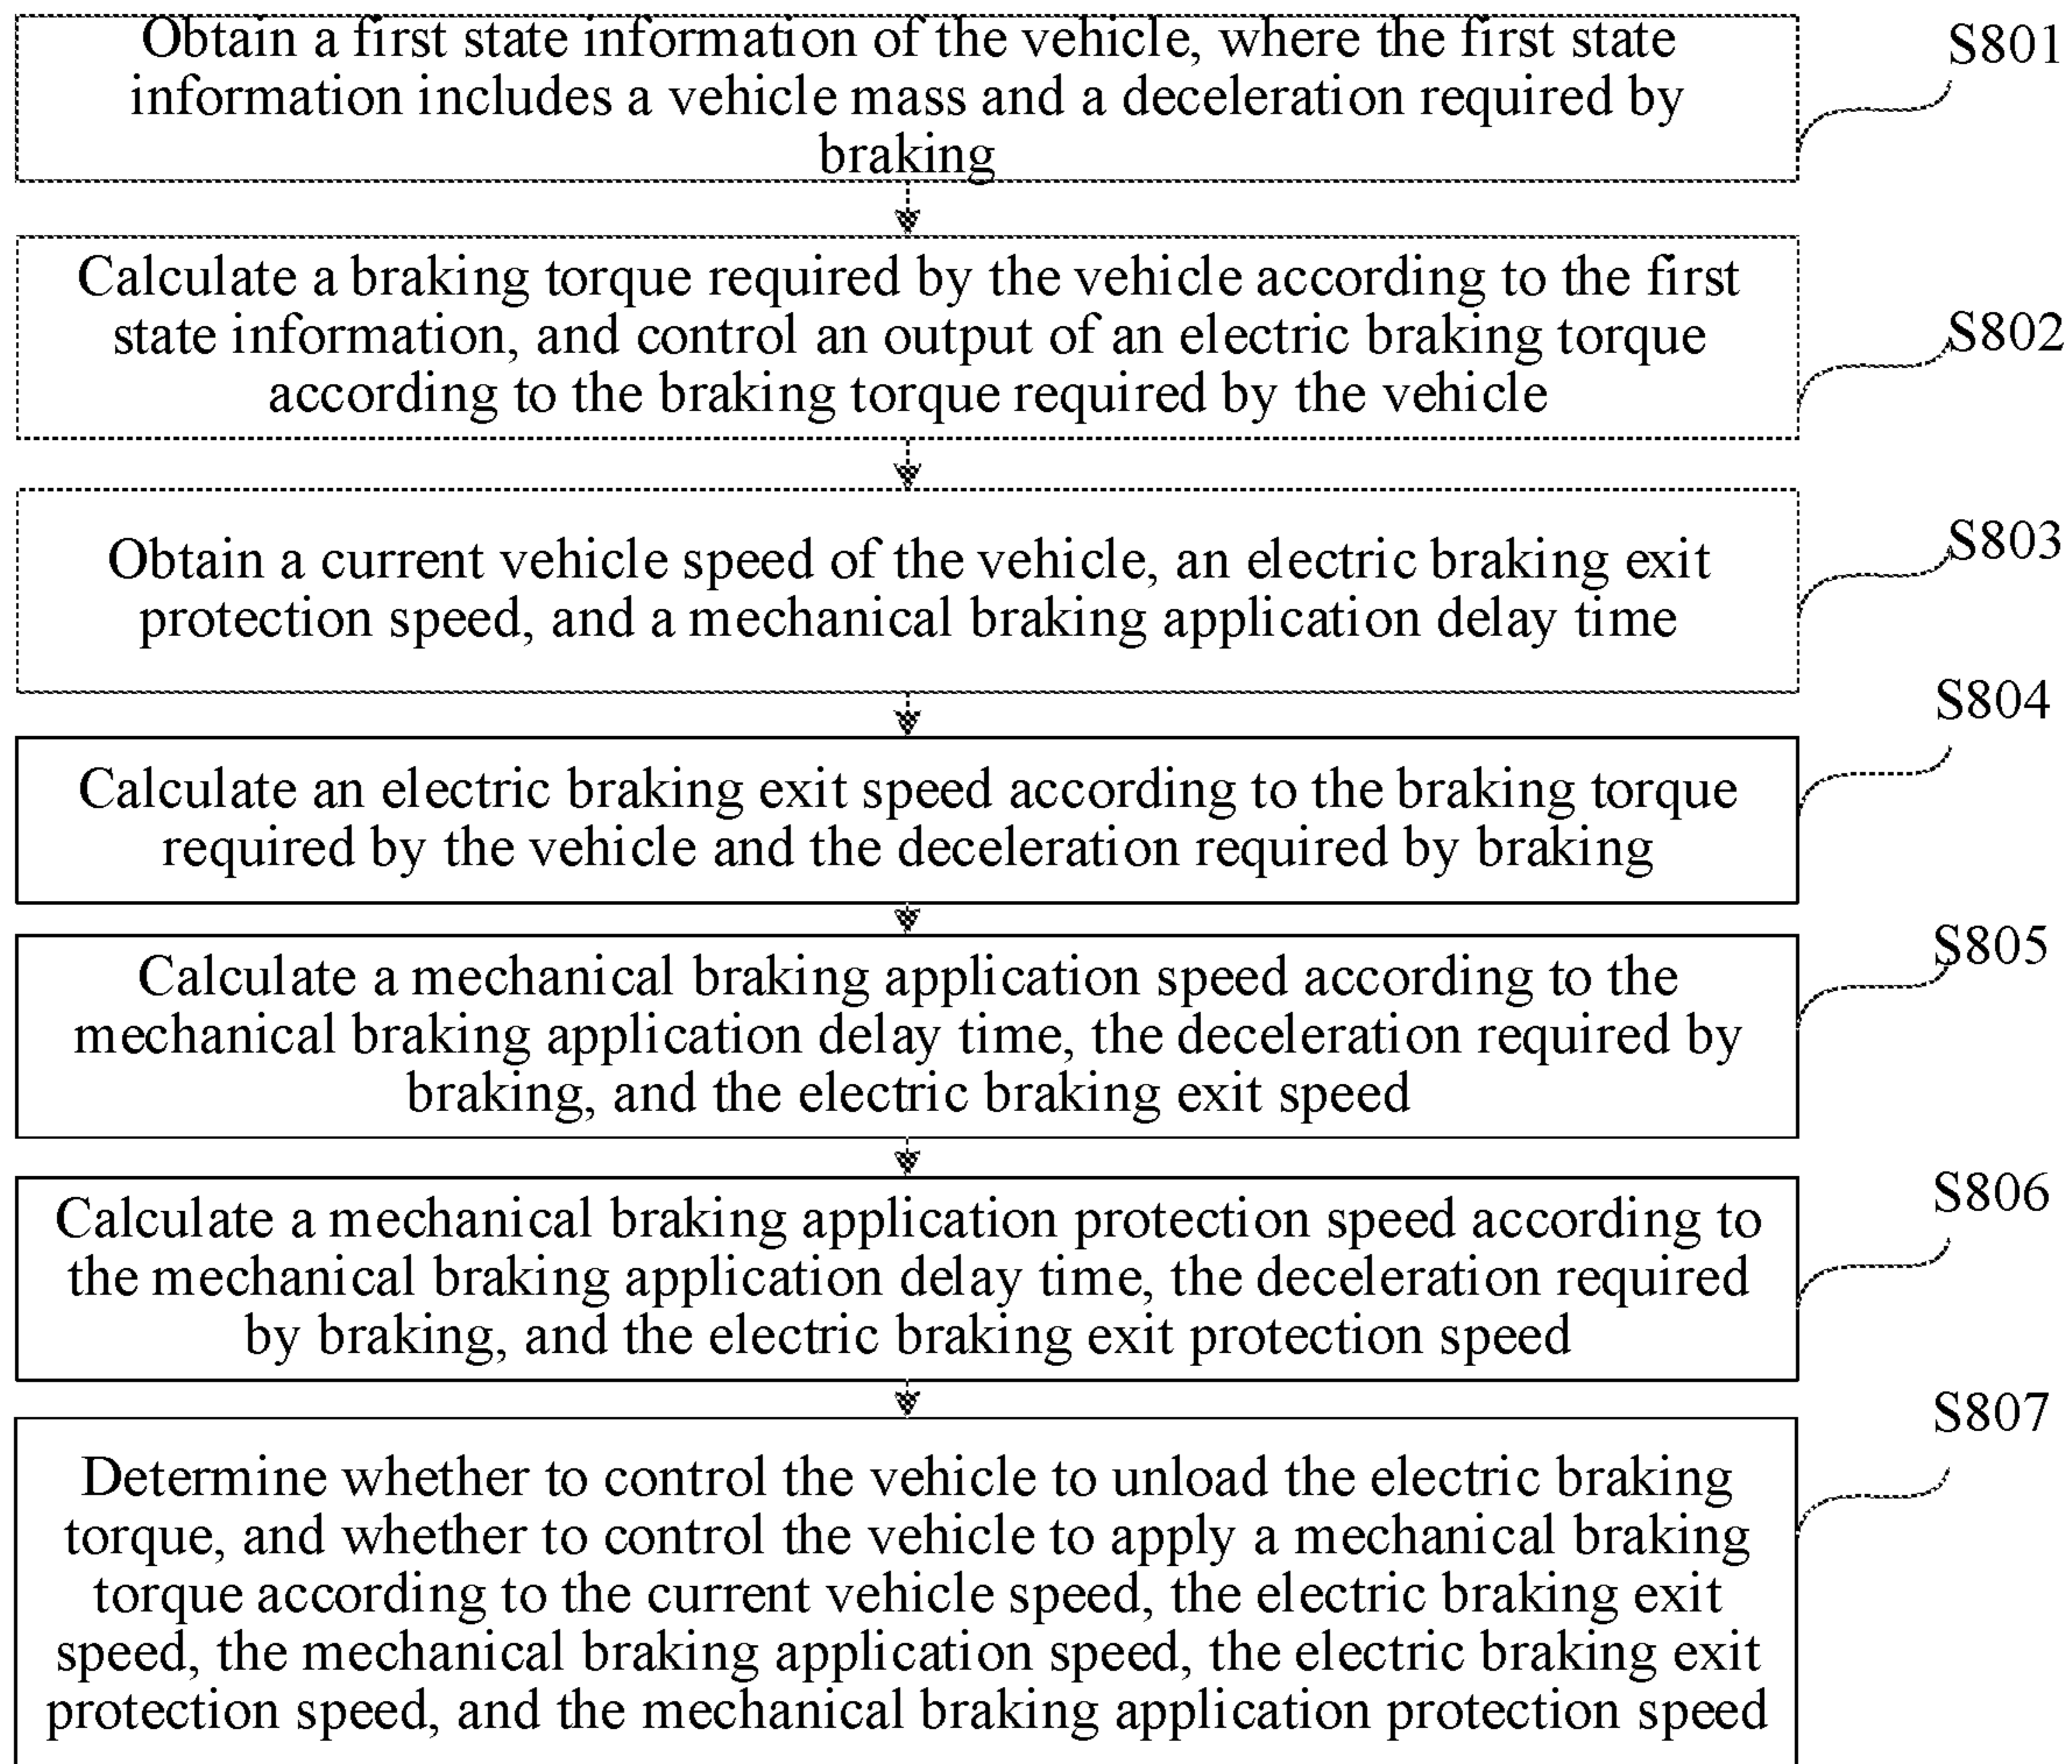 Obtain a first state information of the vehicle, where the first state
information includes a vehicle mass and a deceleration required by
braking
S801
Calculate a braking torque required by the vehicle according to the first
state information, and control an output of an electric braking torque
according to the braking torque required by the vehicle
S802
Obtain a current vehicle speed of the vehicle, an electric braking exit
protection speed, and a mechanical braking application delay time
S803
Calculate an electric braking exit speed according to the braking torque
required by the vehicle and the deceleration required by braking
S804
Calculate a mechanical braking application speed according to the
mechanical braking application delay time, the deceleration required by
braking, and the electric braking exit speed
S805
Calculate a mechanical braking application protection speed according to
the mechanical braking application delay time, the deceleration required
by braking, and the electric braking exit protection speed
S806
Determine whether to control the vehicle to unload the electric braking
torque, and whether to control the vehicle to apply a mechanical braking
torque according to the current vehicle speed, the electric braking exit
speed, the mechanical braking application speed, the electric braking exit
protection speed, and the mechanical braking application protection speed
S807